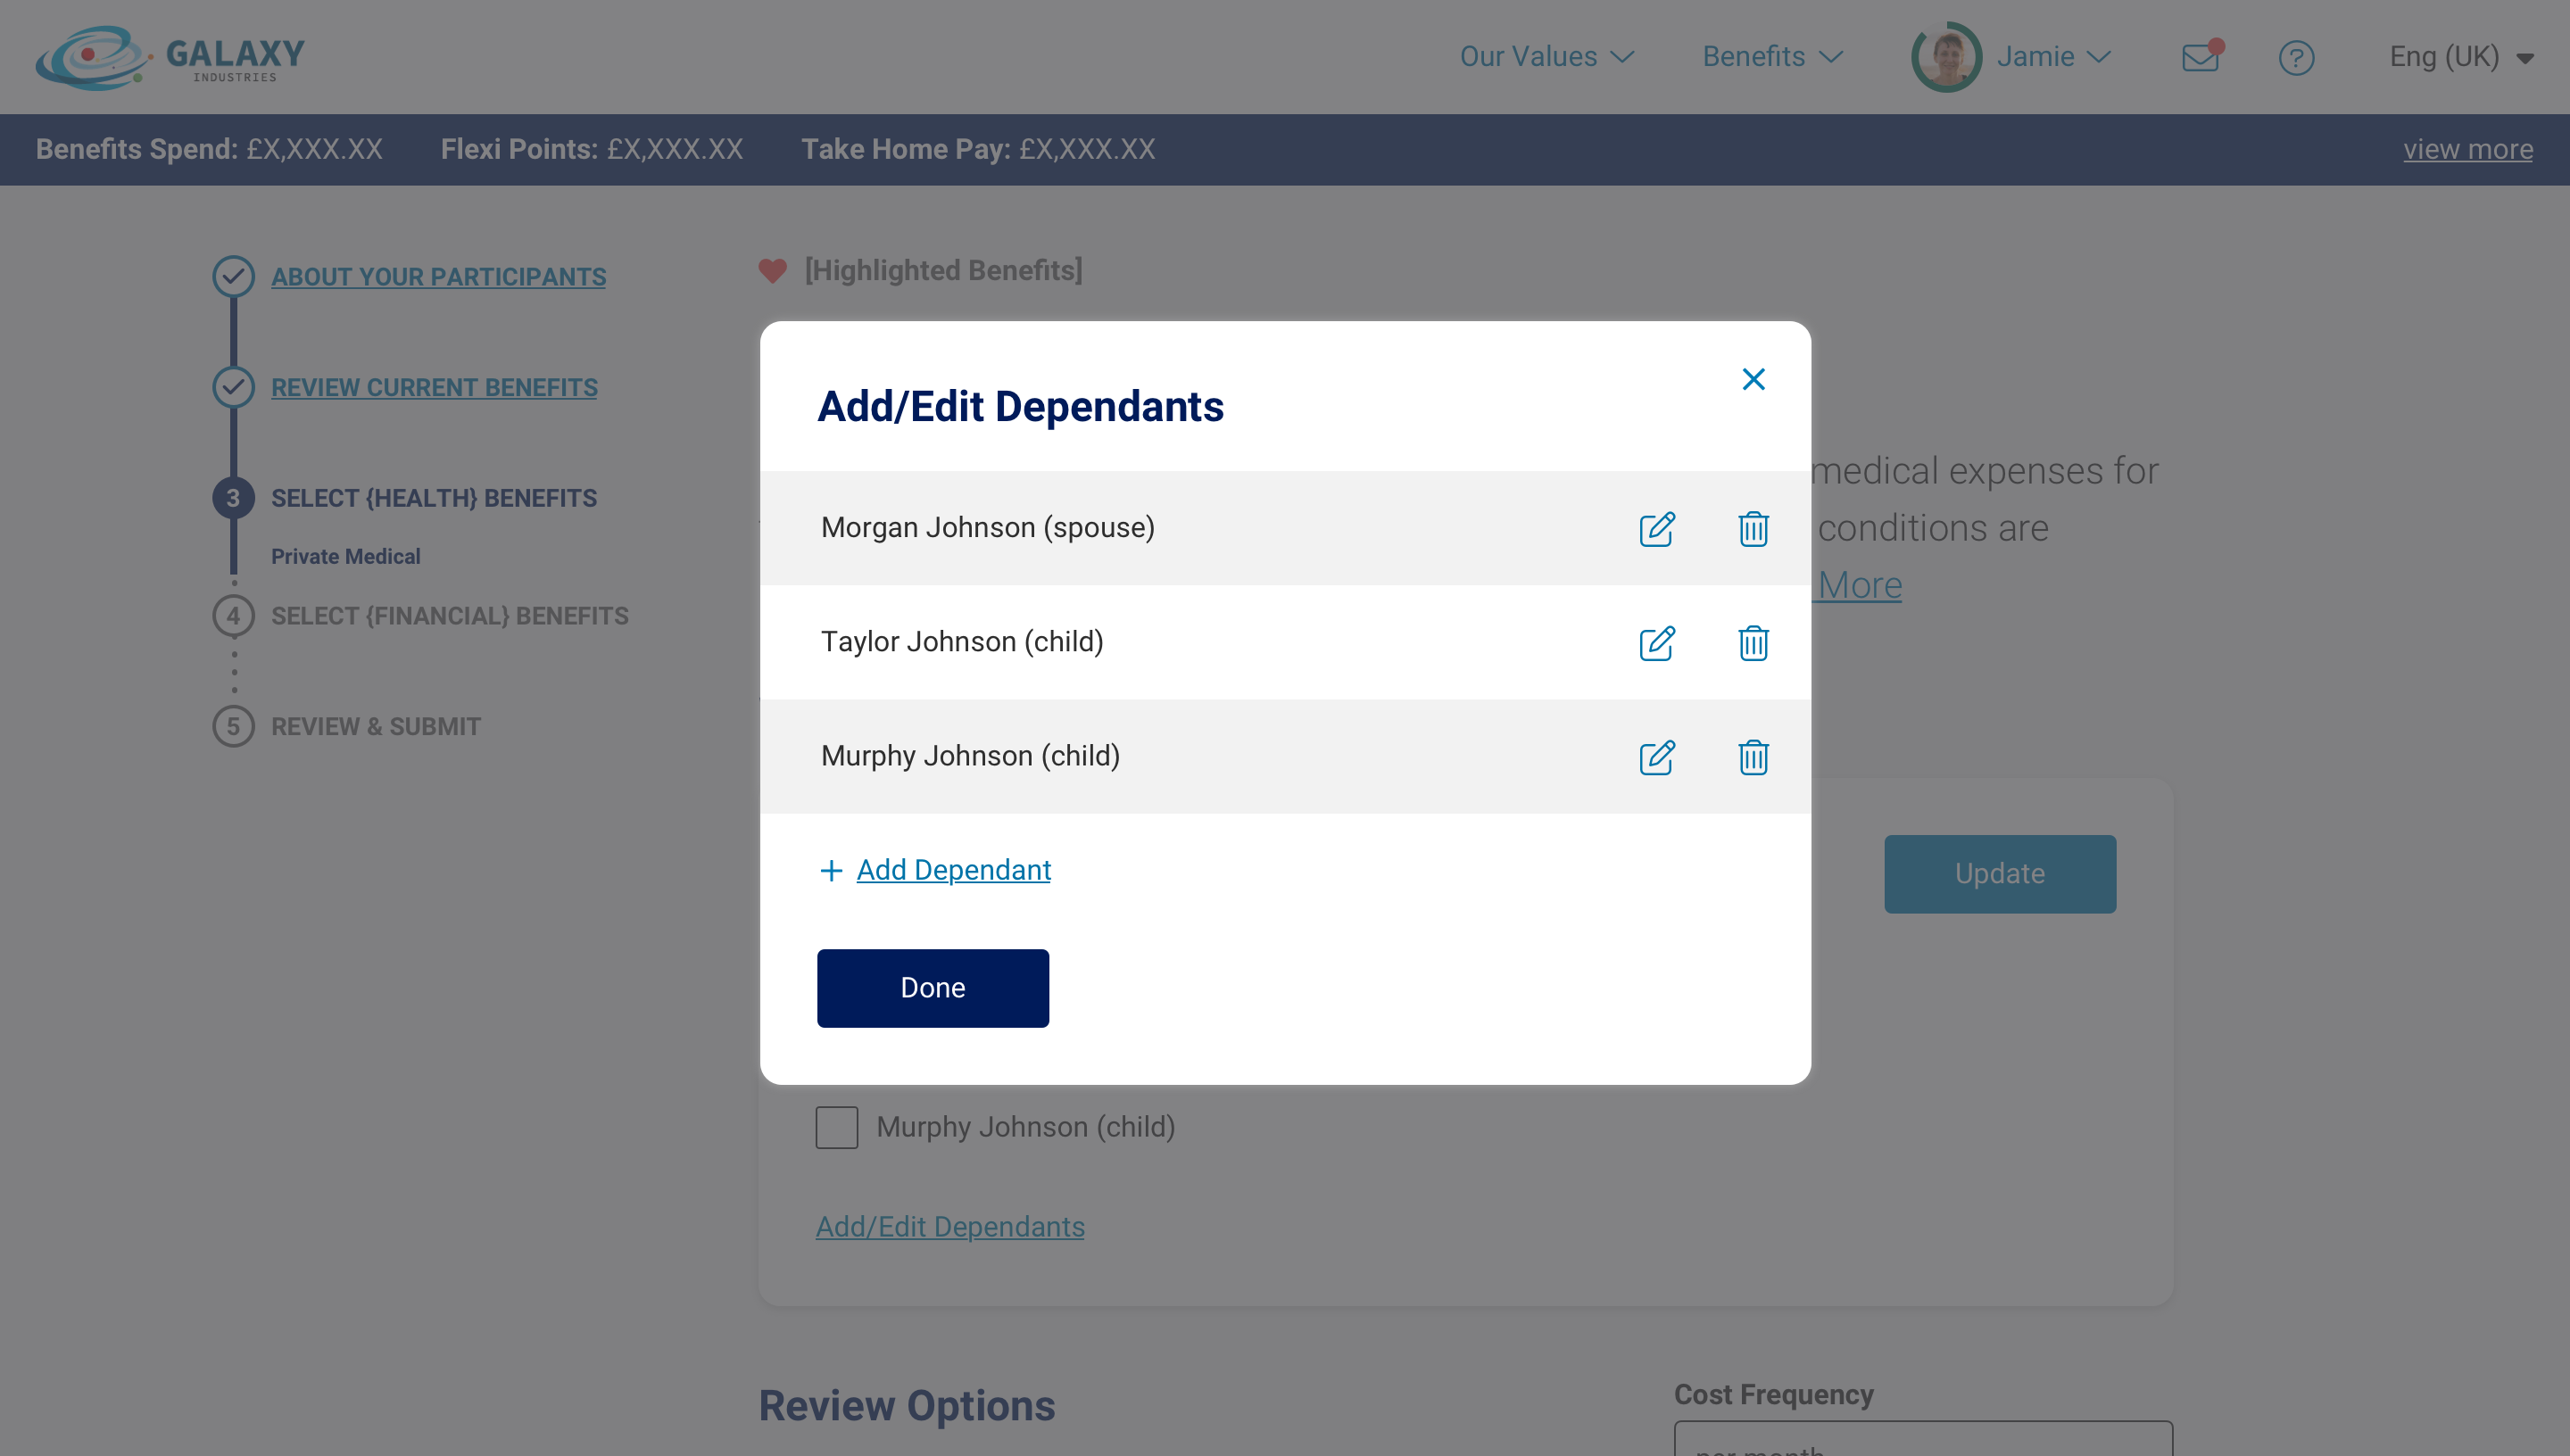 GALAXY
INDUSTRIES
Our Values
Benefits
Jamie
?
Eng (UK)
Benefits Spend: £X,XXX.XX
Flexi Points: £X,XXX.XX
Take Home Pay: £X,XXX.XX
view more
ABOUT YOUR PARTICIPANTS
REVIEW CURRENT BENEFITS
3 SELECT {HEALTH} BENEFITS
Private Medical
4 SELECT {FINANCIAL} BENEFITS
5 REVIEW & SUBMIT
[Highlighted Benefits]
medical expenses for
conditions are
More
Add/Edit Dependants
Morgan Johnson (spouse)
Taylor Johnson (child)
Murphy Johnson (child)
+ Add Dependant
Done
Update
Murphy Johnson (child)
Add/Edit Dependants
Review Options
Cost Frequency
per month